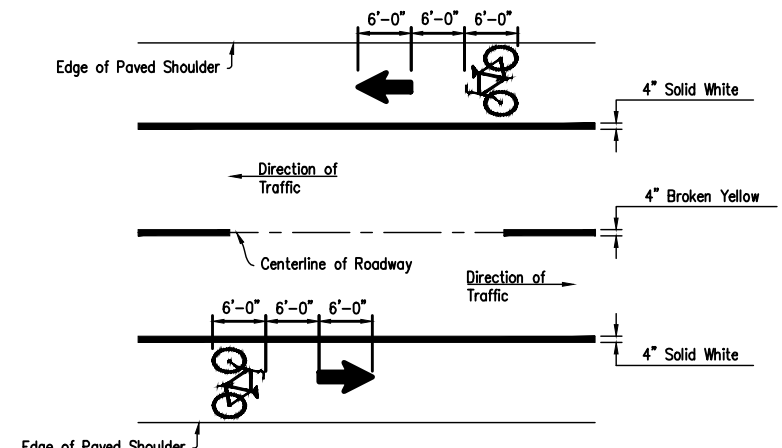 6'-0" 6'-0" 6'-0"
Edge of Paved Shoulder
4" Solid White
Direction of
Traffic
4" Broken Yellow
Centerline of Roadway
Direction of
Traffic
6'-0" 6'-0" 6'-0"
4" Solid White
Edge of Paved Shoulder